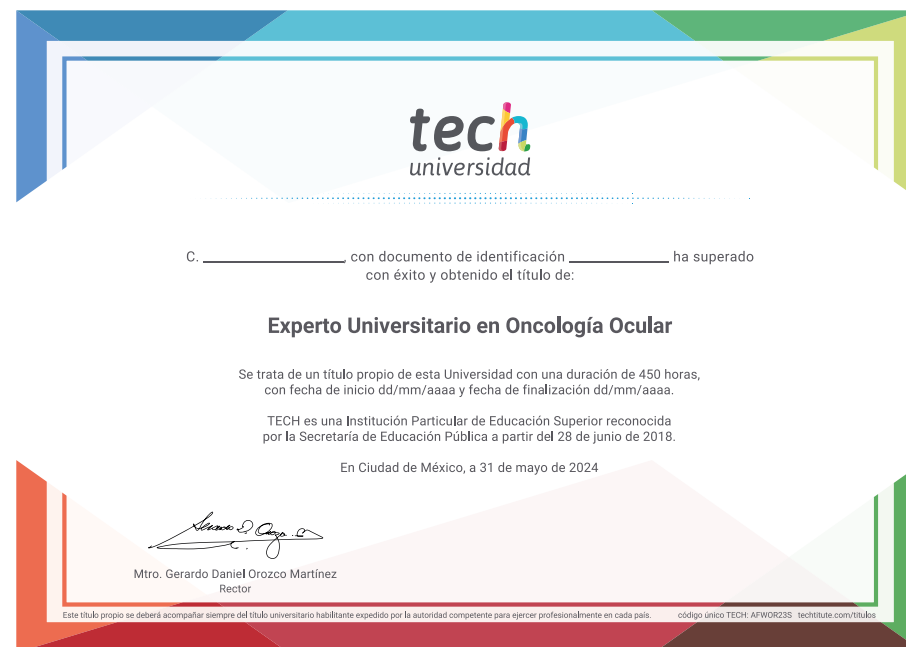 tech
universidad
C. ____________, con documento de identificación ____________ ha superado
con éxito y obtenido el título de:
Experto Universitario en Oncología Ocular
Se trata de un título propio de esta Universidad con una duración de 450 horas,
con fecha de inicio dd/mm/aaaa y fecha de finalización dd/mm/aaaa.
TECH es una Institución Particular de Educación Superior reconocida
por la Secretaría de Educación Pública a partir del 28 de junio de 2018.
En Ciudad de México, a 31 de mayo de 2024
Mtro. Gerardo Daniel Orozco Martínez
Rector
Este título propio se deberá acompañar siempre del título universitario habilitante expedido por la autoridad competente para ejercer profesionalmente en cada país. código único TECH: AFWOR23S techtitute.com/titulos